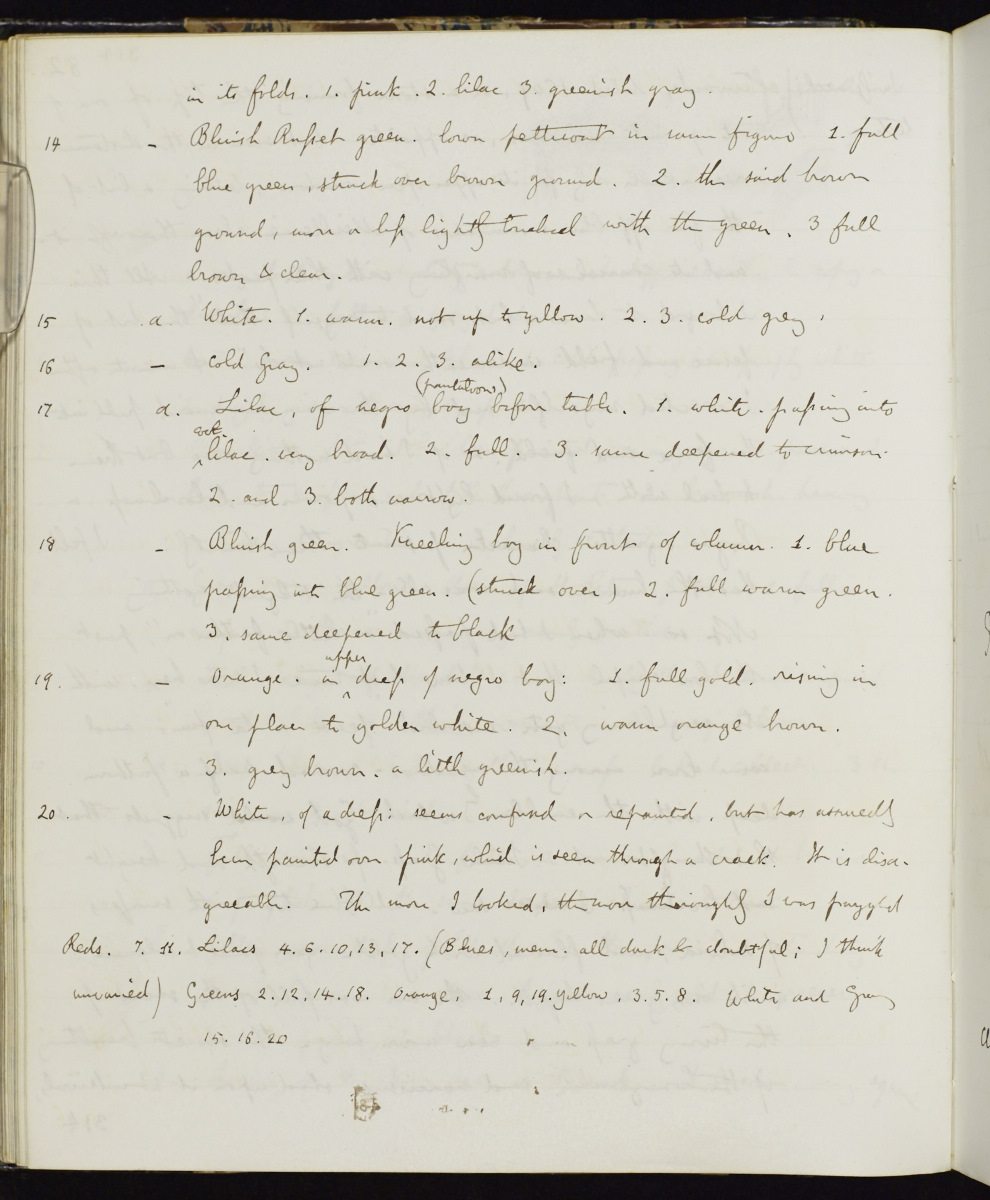 in its folds. 1. pink. 2. lilac 3. greenish gray.
14 - Bluish Russet green. lower petticoat in same figure 1. full
blue green, struck over brown ground. 2. the said brown
ground, more or less lightly touched with the green. 3 full
brown & clear.
15 a. White. 1. warm. not up to yellow. 2. 3. cold grey.
16 - Cold Gray. 1. 2. 3. alike.
(pantaloons)
17 a. Lilac, of negro boy before table. 1. white. passing into
lilac. very broad. 2. full. 3. same deepened to crimson.
2. and 3. both narrow.
18 - Bluish green. Kneeling boy in front of column. 1. blue
passing into blue green. (struck over) 2. full warm green.
3. same deepened to black
upper
19. - Orange. in dress of negro boy: 1. full gold. rising in
one place to golden white. 2. warm orange brown.
3. grey brown. a little greenish.
20. - White, of a dress: seems confused or repainted, but has assuredly
been painted over pink, which is seen through a crack. It is disa-
greeable. The more I looked, the more thoroughly I was puzzled
Reds. 7. 11. Lilacs 4. 6. 10, 13, 17. (Blues, mem. all dark & doubtful; I think
unvaried) Greens 2. 12. 14. 18. Orange. 1, 9, 19. Yellow. 3. 5. 8. White and Gray
15. 16. 20